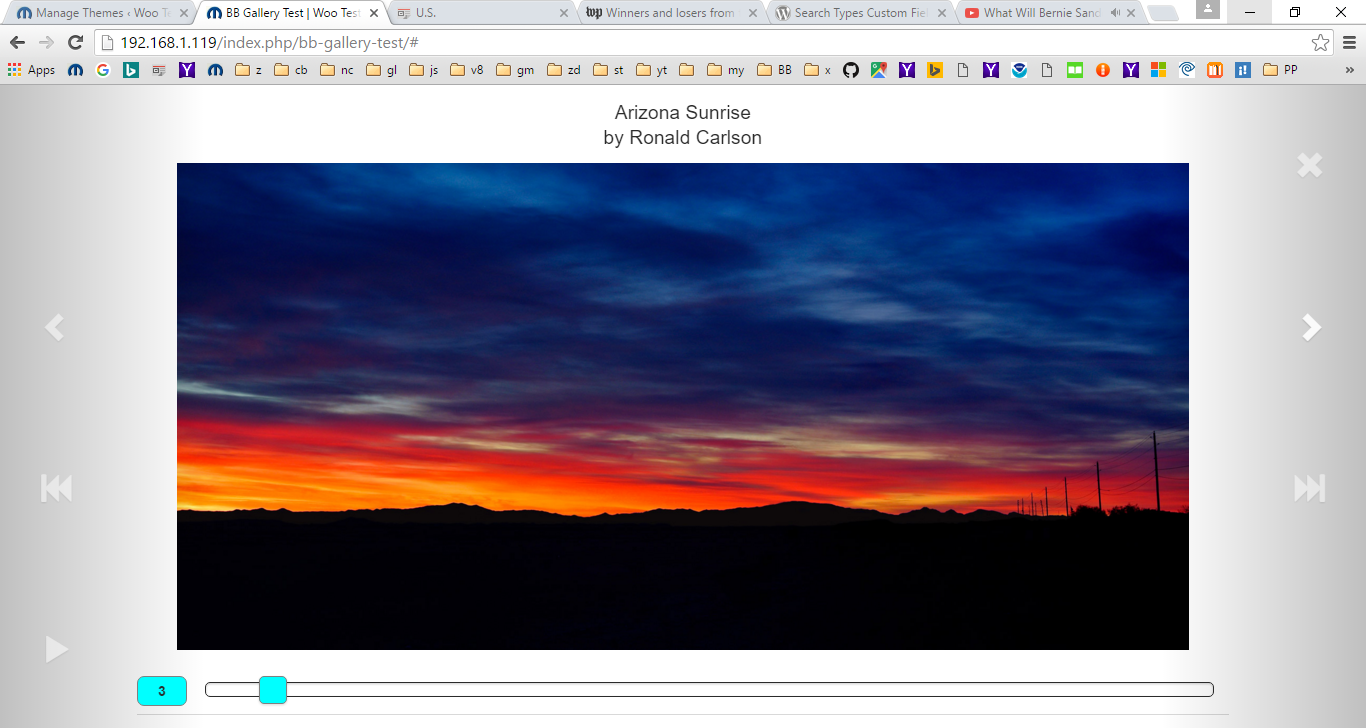 Manage Themes ‹ Woo T
BB Gallery Test | Woo Test
U.S.
Winners and losers from
Search Types Custom Fiel
What Will Bernie Sand
192.168.1.119/index.php/bb-gallery-test/#
Apps
z
cb
nc
gl
js
v8
gm
zd
st
yt
my
BB
x
PP
»
Arizona Sunrise
by Ronald Carlson
3